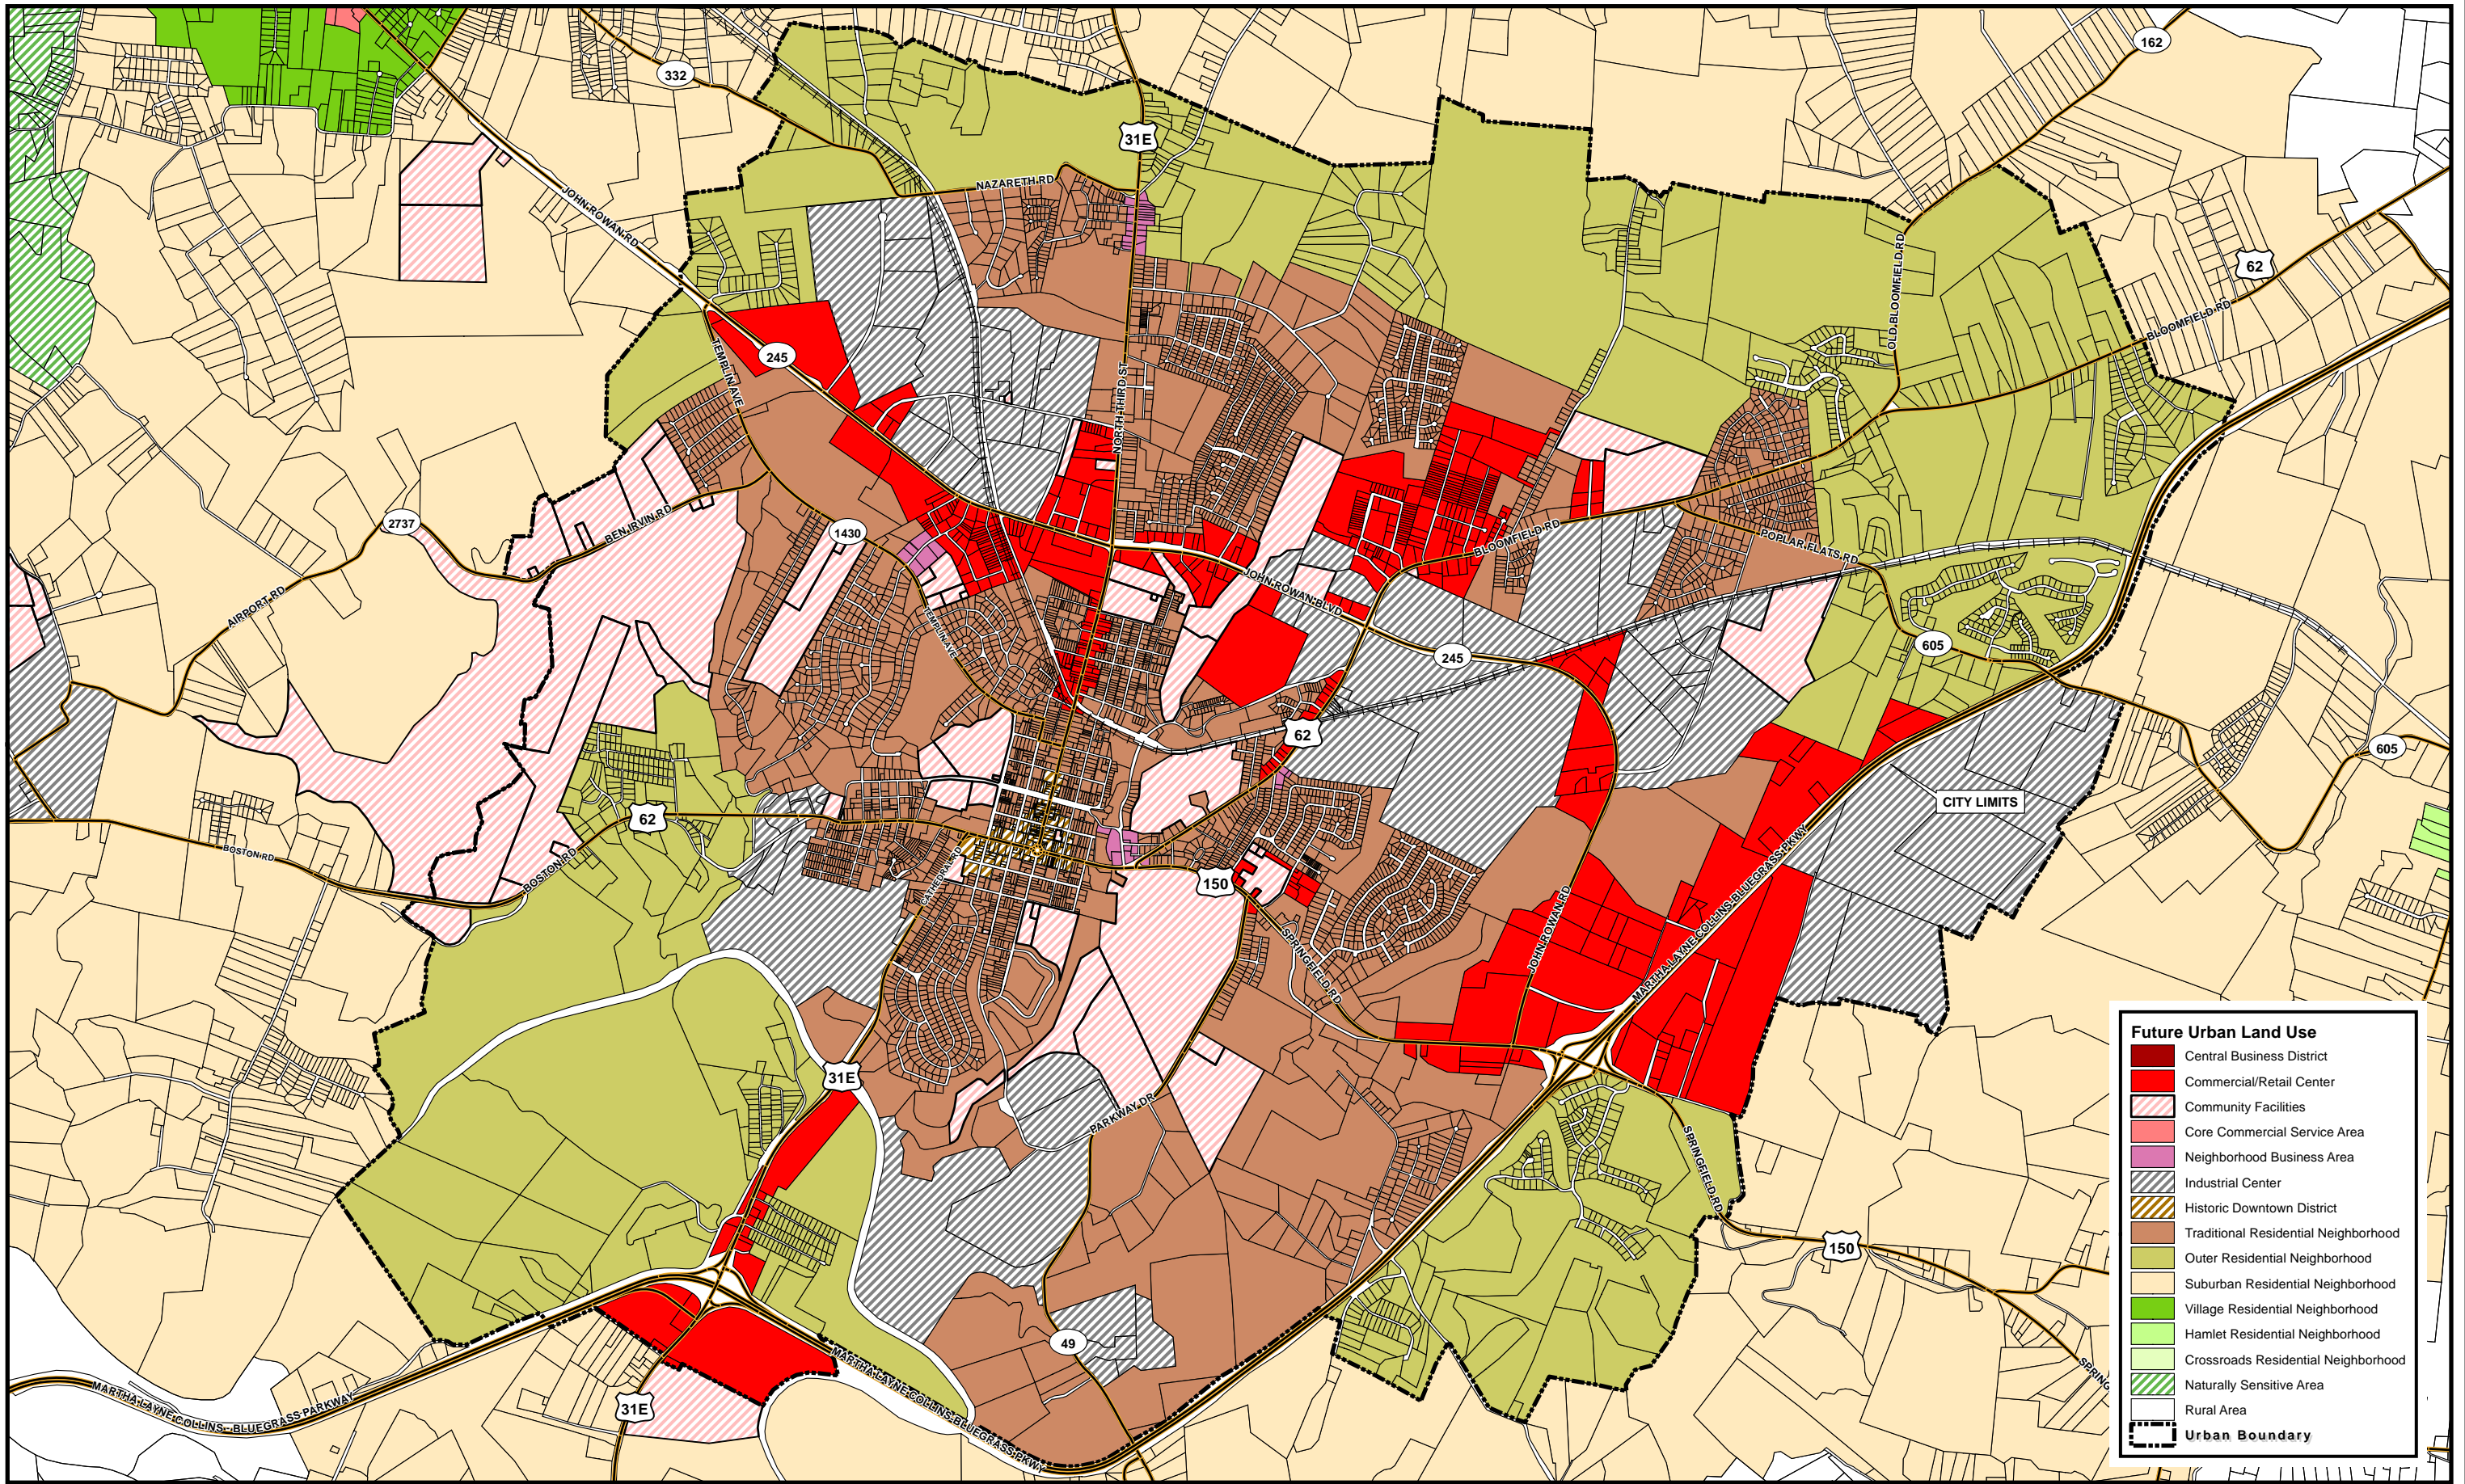 162
332
31E
NAZARETH RD
JOHN ROWAN RD
OLD BLOOMFIELD RD
62
BLOOMFIELD RD
245
TEMPLIN AVE
NORTH THIRD ST
2737
BEN IRVIN RD
1430
BLOOMFIELD RD
POPLAR FLATS RD
AIRPORT RD
JOHN ROWAN BLVD
TEMPLIN AVE
245
605
62
605
CITY LIMITS
62
BOSTON RD
BOSTON RD
CATHEDRAL RD
150
MARTHA LAYNE COLLINS-BLUEGRASS PKWY
JOHN ROWAN RD
SPRINGFIELD RD
31E
PARKWAY DR
SPRINGFIELD RD
150
49
MARTHA LAYNE COLLINS-BLUEGRASS PKWY
SPRING
31E
MARTHA LAYNE COLLINS - BLUEGRASS PARKWAY
Future Urban Land Use
Central Business District
Commercial/Retail Center
Community Facilities
Core Commercial Service Area
Neighborhood Business Area
Industrial Center
Historic Downtown District
Traditional Residential Neighborhood
Outer Residential Neighborhood
Suburban Residential Neighborhood
Village Residential Neighborhood
Hamlet Residential Neighborhood
Crossroads Residential Neighborhood
Naturally Sensitive Area
Rural Area
Urban Boundary